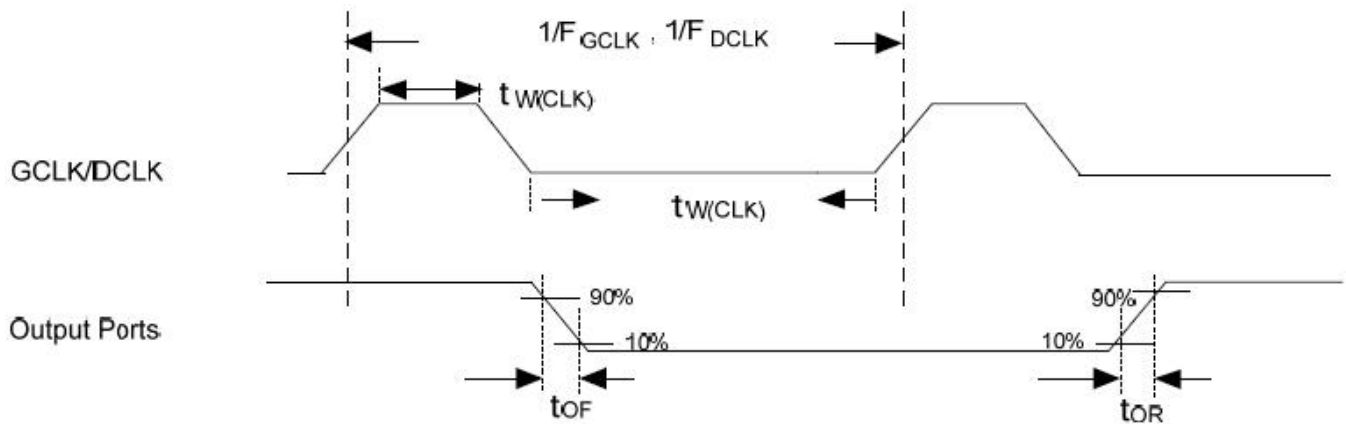 1/F GCLK , 1/F DCLK
t W(CLK)
GCLK/DCLK
t W(CLK)
90%
90%
Output Ports
10%
10%
tOF
tOR